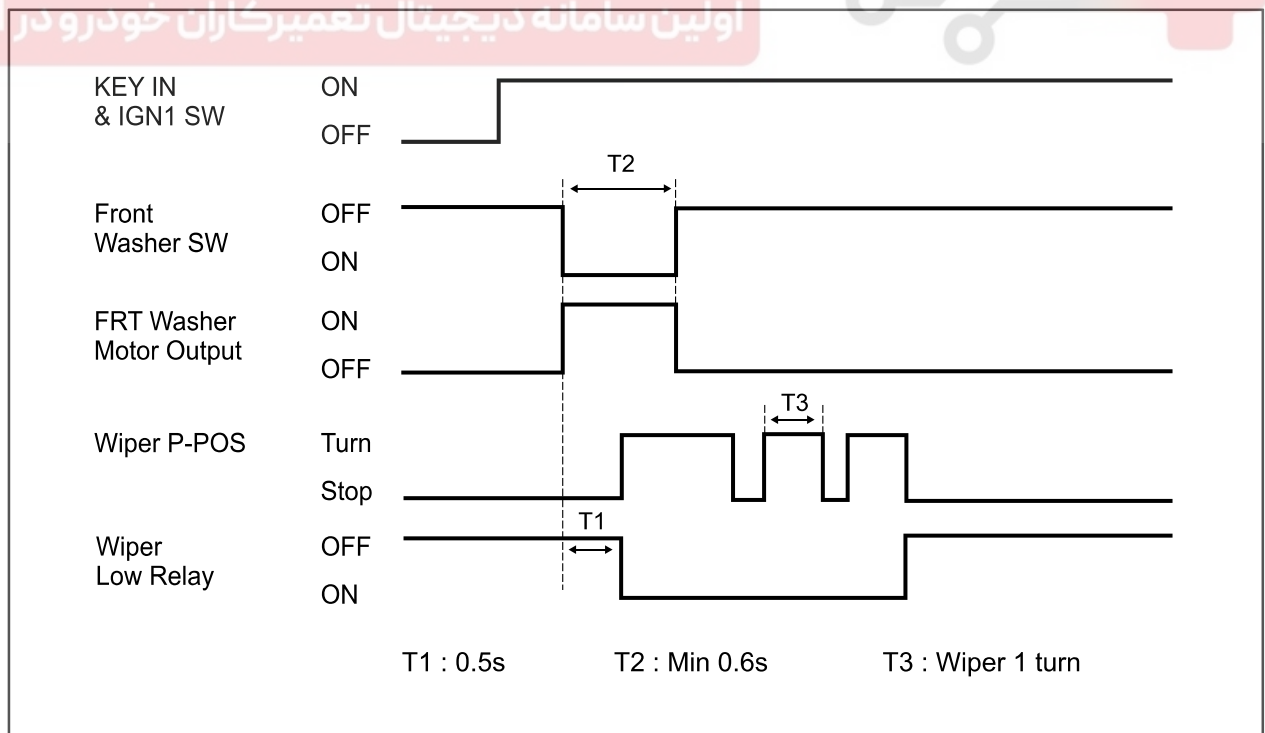 اولین سامانه دیجیتال تعمیرکاران خودرو در
KEY IN
& IGN1 SW
ON
OFF
T2
Front
Washer SW
OFF
ON
FRT Washer
Motor Output
ON
OFF
T3
Wiper P-POS
Turn
Stop
T1
Wiper
Low Relay
OFF
ON
T1 : 0.5s T2 : Min 0.6s T3 : Wiper 1 turn